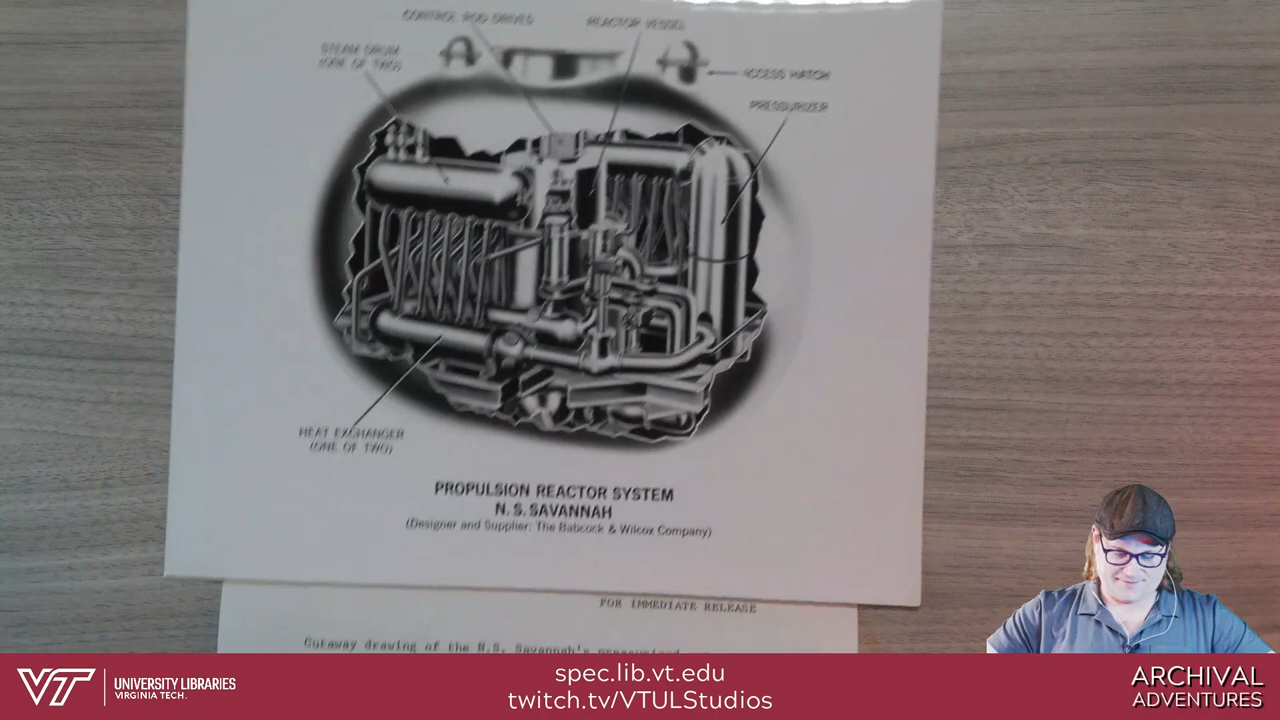 CONTROL ROD DRIVES
REACTOR VESSEL
STEAM DRUM
(ONE OF TWO)
ACCESS HATCH
PRESSURIZER
HEAT EXCHANGER
(ONE OF TWO)
PROPULSION REACTOR SYSTEM
N. S. SAVANNAH
(Designer and Supplier: The Babcock & Wilcox Company)
FOR IMMEDIATE RELEASE
Cutaway drawing of the N.S. Savannah's pressurized
VT
UNIVERSITY LIBRARIES
VIRGINIA TECH.
spec.lib.vt.edu
twitch.tv/VTULStudios
ARCHIVAL
ADVENTURES